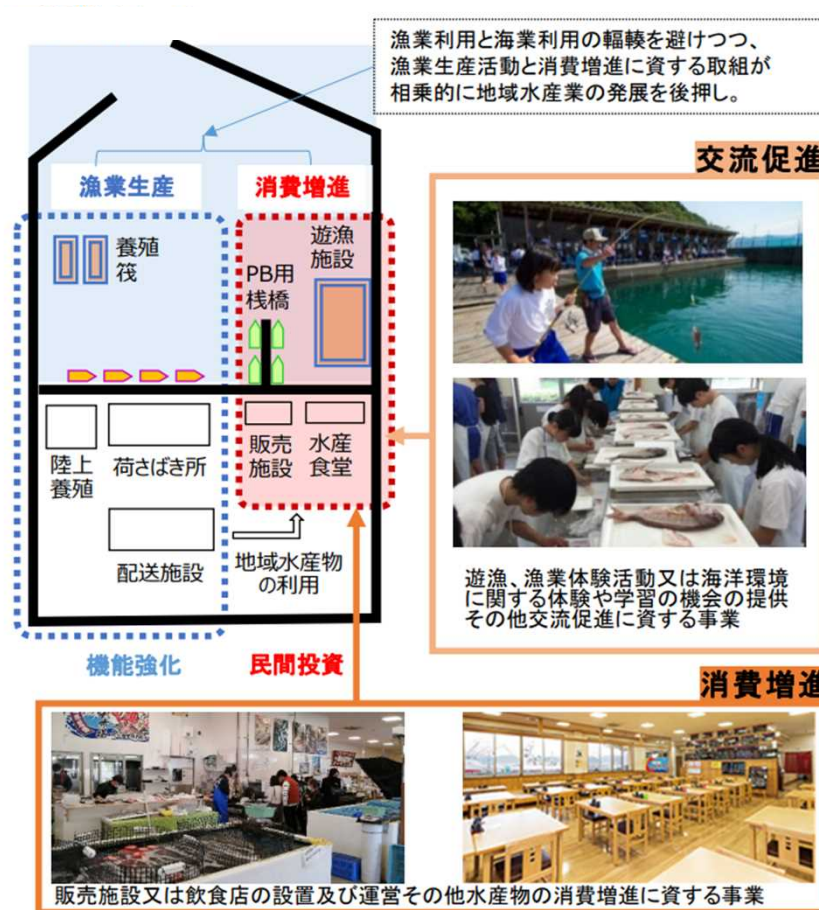 漁業利用と海業利用の輻輳を避けつつ、
漁業生産活動と消費増進に資する取組が
相乗的に地域水産業の発展を後押し。
漁業生産
消費増進
養殖
筏
PB用
桟橋
遊漁
施設
陸上
養殖
荷さばき所
販売
施設
水産
食堂
配送施設
地域水産物
の利用
機能強化
民間投資
交流促進
遊漁、漁業体験活動又は海洋環境
に関する体験や学習の機会の提供
その他交流促進に資する事業
消費増進
販売施設又は飲食店の設置及び運営その他水産物の消費増進に資する事業